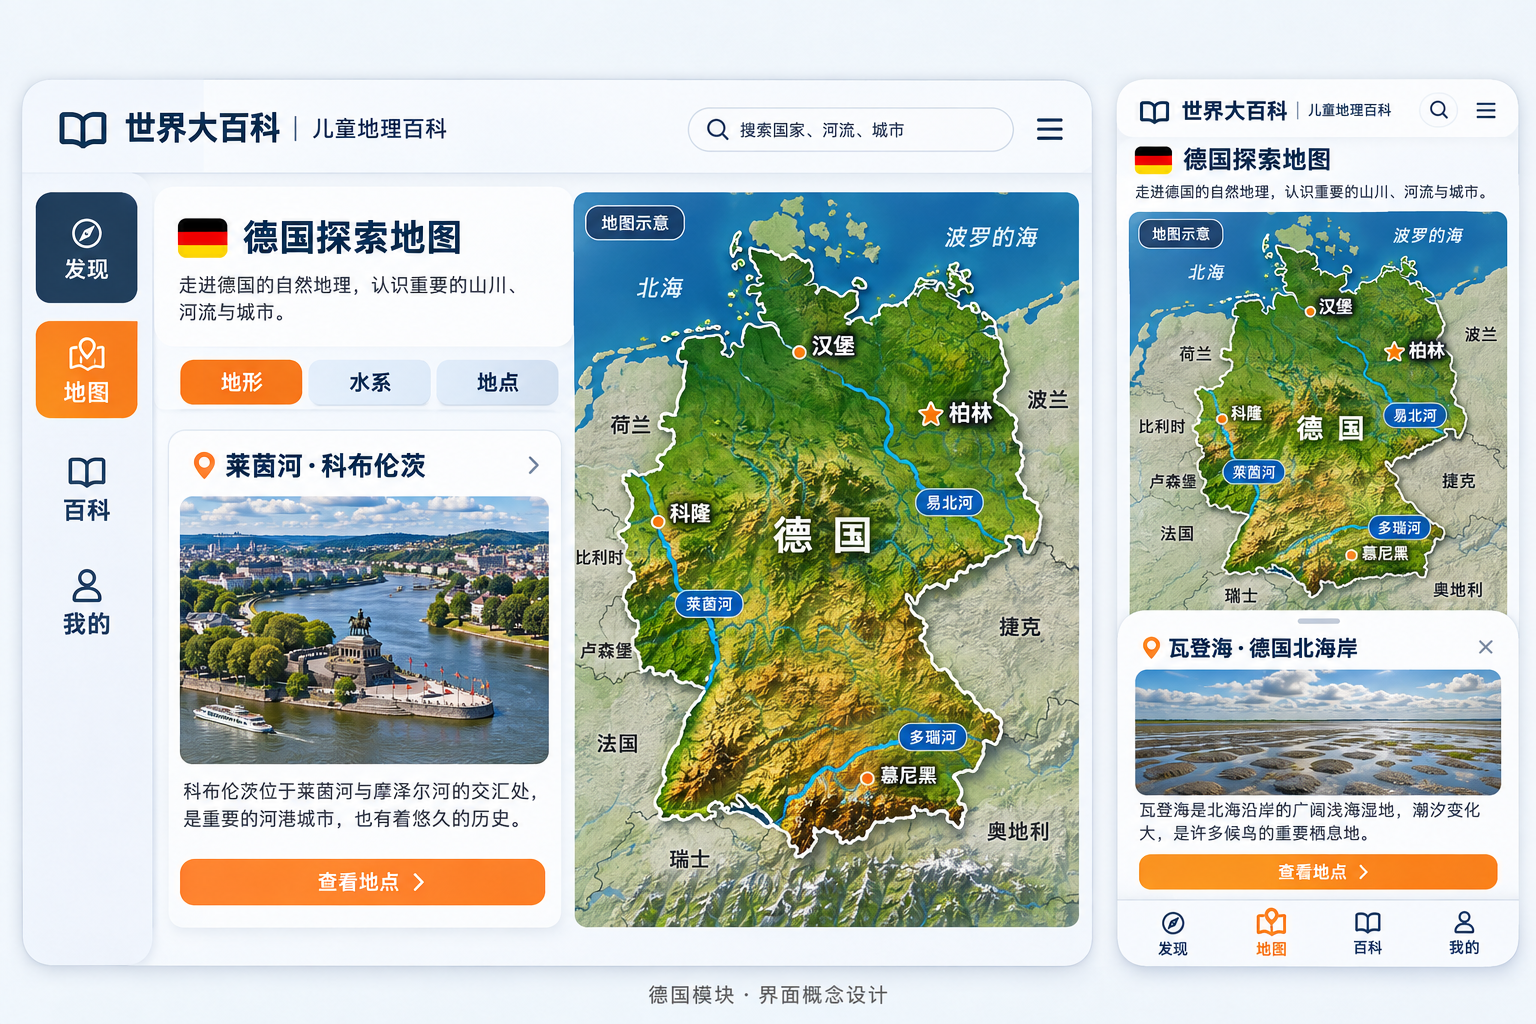 世界大百科
儿童地理百科
搜索国家、河流、城市
发现
地图
百科
我的
德国探索地图
走进德国的自然地理，认识重要的山川、
河流与城市。
地形
水系
地点
莱茵河·科布伦茨
科布伦茨位于莱茵河与摩泽尔河的交汇处，
是重要的河港城市，也有着悠久的历史。
查看地点
地图示意
波罗的海
北海
汉堡
柏林
波兰
荷兰
易北河
科隆
德国
比利时
莱茵河
捷克
卢森堡
多瑙河
法国
慕尼黑
奥地利
瑞士
世界大百科
儿童地理百科
德国探索地图
走进德国的自然地理，认识重要的山川、河流与城市。
地图示意
波罗的海
北海
汉堡
波兰
荷兰
柏林
科隆
易北河
比利时
德国
莱茵河
卢森堡
捷克
法国
多瑙河
慕尼黑
瑞士
奥地利
瓦登海·德国北海岸
瓦登海是北海沿岸的广阔浅海湿地，潮汐变化
大，是许多候鸟的重要栖息地。
查看地点
发现
地图
百科
我的
德国模块·界面概念设计